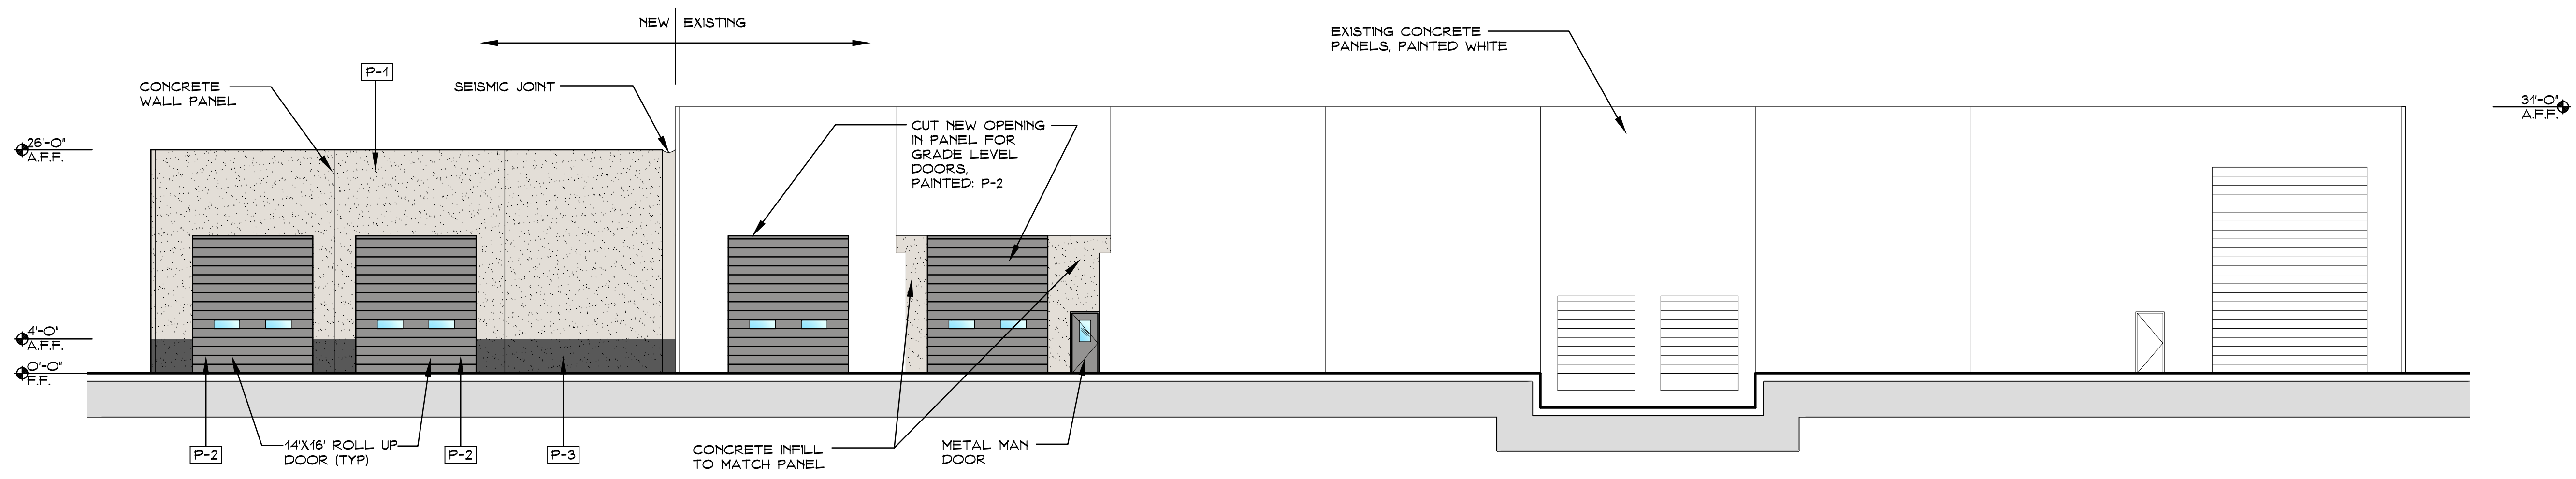 NEW EXISTING
EXISTING CONCRETE
PANELS, PAINTED WHITE
P-1
CONCRETE
WALL PANEL
SEISMIC JOINT
31'-0"
A.F.F.
CUT NEW OPENING
IN PANEL FOR
GRADE LEVEL
DOORS,
PAINTED: P-2
26'-0"
A.F.F.
4'-0"
A.F.F.
0'-0"
F.F.
P-2
14'X16' ROLL UP
DOOR (TYP)
P-2
P-3
CONCRETE INFILL
TO MATCH PANEL
METAL MAN
DOOR